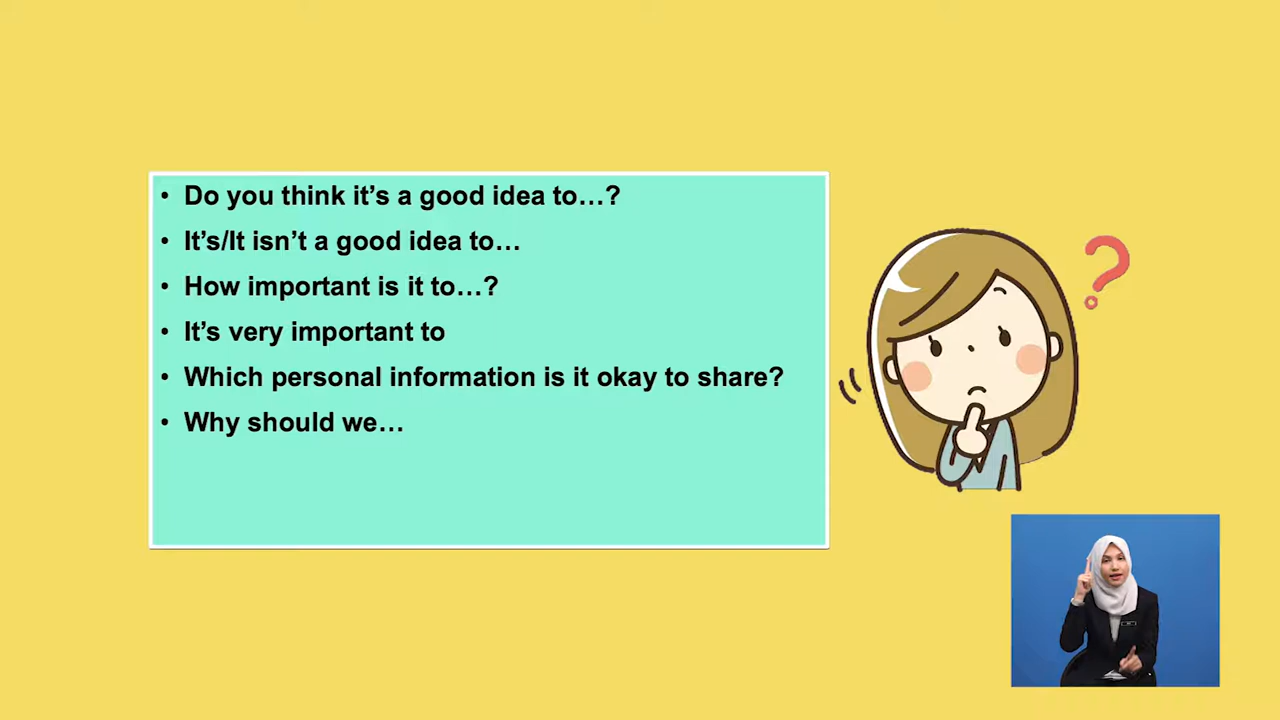 • Do you think it’s a good idea to…?
• It’s/It isn’t a good idea to…
• How important is it to…?
• It’s very important to
• Which personal information is it okay to share?
• Why should we…
?